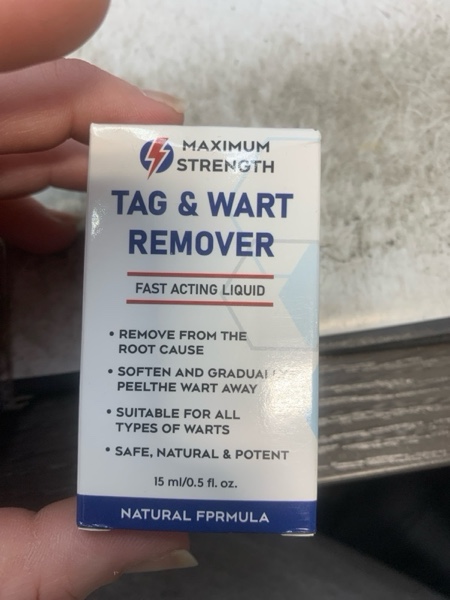 MAXIMUM
STRENGTH
TAG & WART
REMOVER
FAST ACTING LIQUID
• REMOVE FROM THE
ROOT CAUSE
• SOFTEN AND GRADUALLY
PEELTHE WART AWAY
• SUITABLE FOR ALL
TYPES OF WARTS
• SAFE, NATURAL & POTENT
15 ml/0.5 fl. oz.
NATURAL FPRMULA